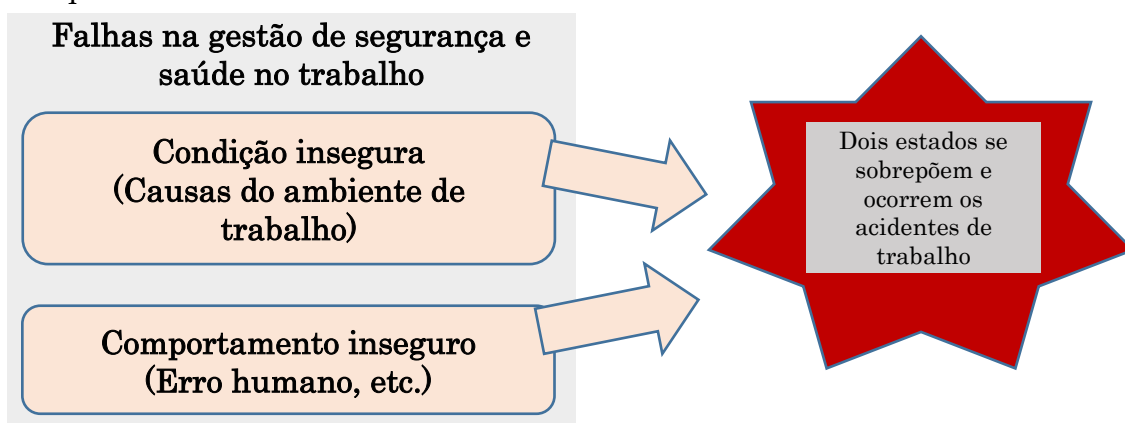 Falhas na gestão de segurança e
saúde no trabalho
Condição insegura
(Causas do ambiente de
trabalho)
Comportamento inseguro
(Erro humano, etc.)
Dois estados se
sobrepõem e
ocorrem os
acidentes de
trabalho